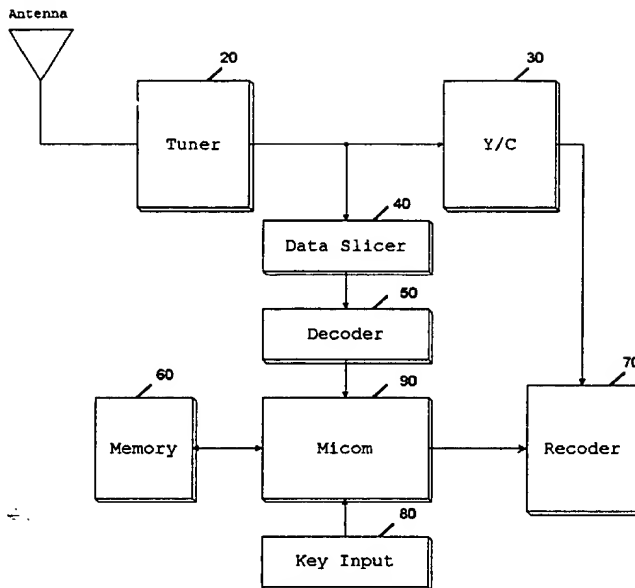 Antenna
20
30
Tuner
Y/C
40
Data Slicer
50
Decoder
60
90
70
Memory
Micom
Recoder
80
Key Input